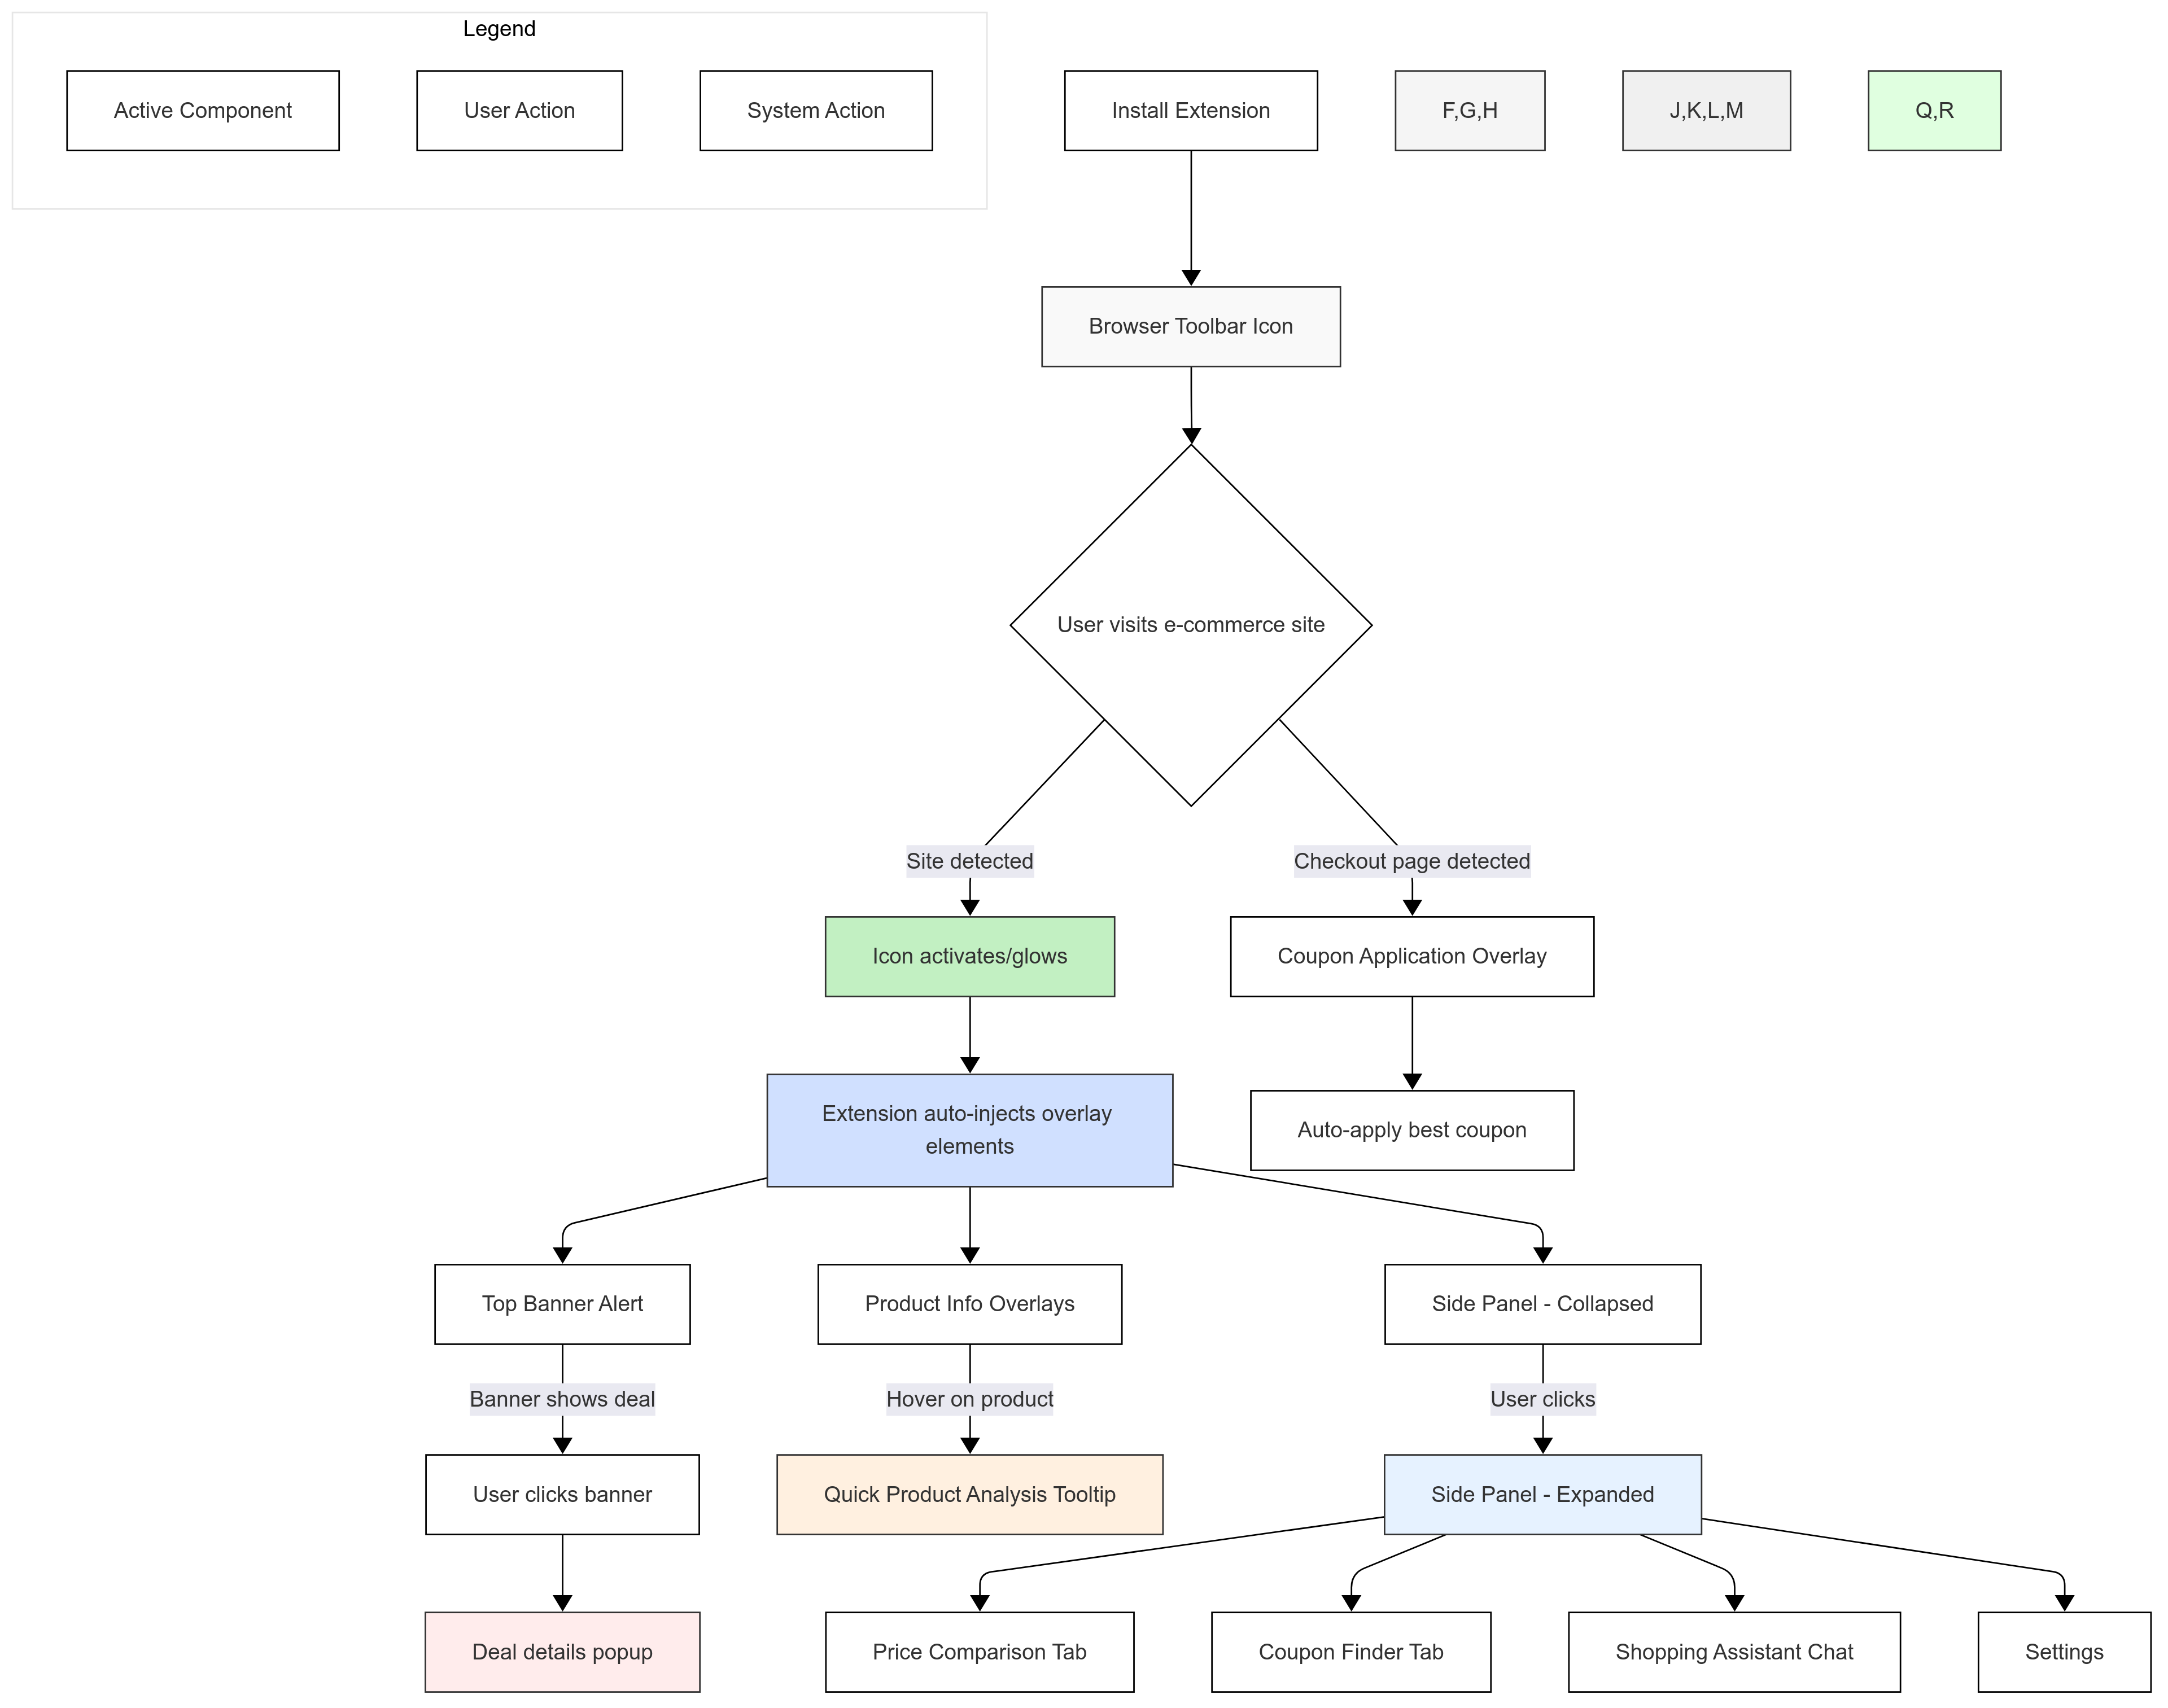 Legend
Active Component
User Action
System Action
Install Extension
F,G,H
J,K,L,M
Q,R
Browser Toolbar Icon
User visits e-commerce site
Site detected
Checkout page detected
Icon activates/glows
Coupon Application Overlay
Extension auto-injects overlay
elements
Auto-apply best coupon
Top Banner Alert
Product Info Overlays
Side Panel - Collapsed
Banner shows deal
Hover on product
User clicks
User clicks banner
Quick Product Analysis Tooltip
Side Panel - Expanded
Deal details popup
Price Comparison Tab
Coupon Finder Tab
Shopping Assistant Chat
Settings